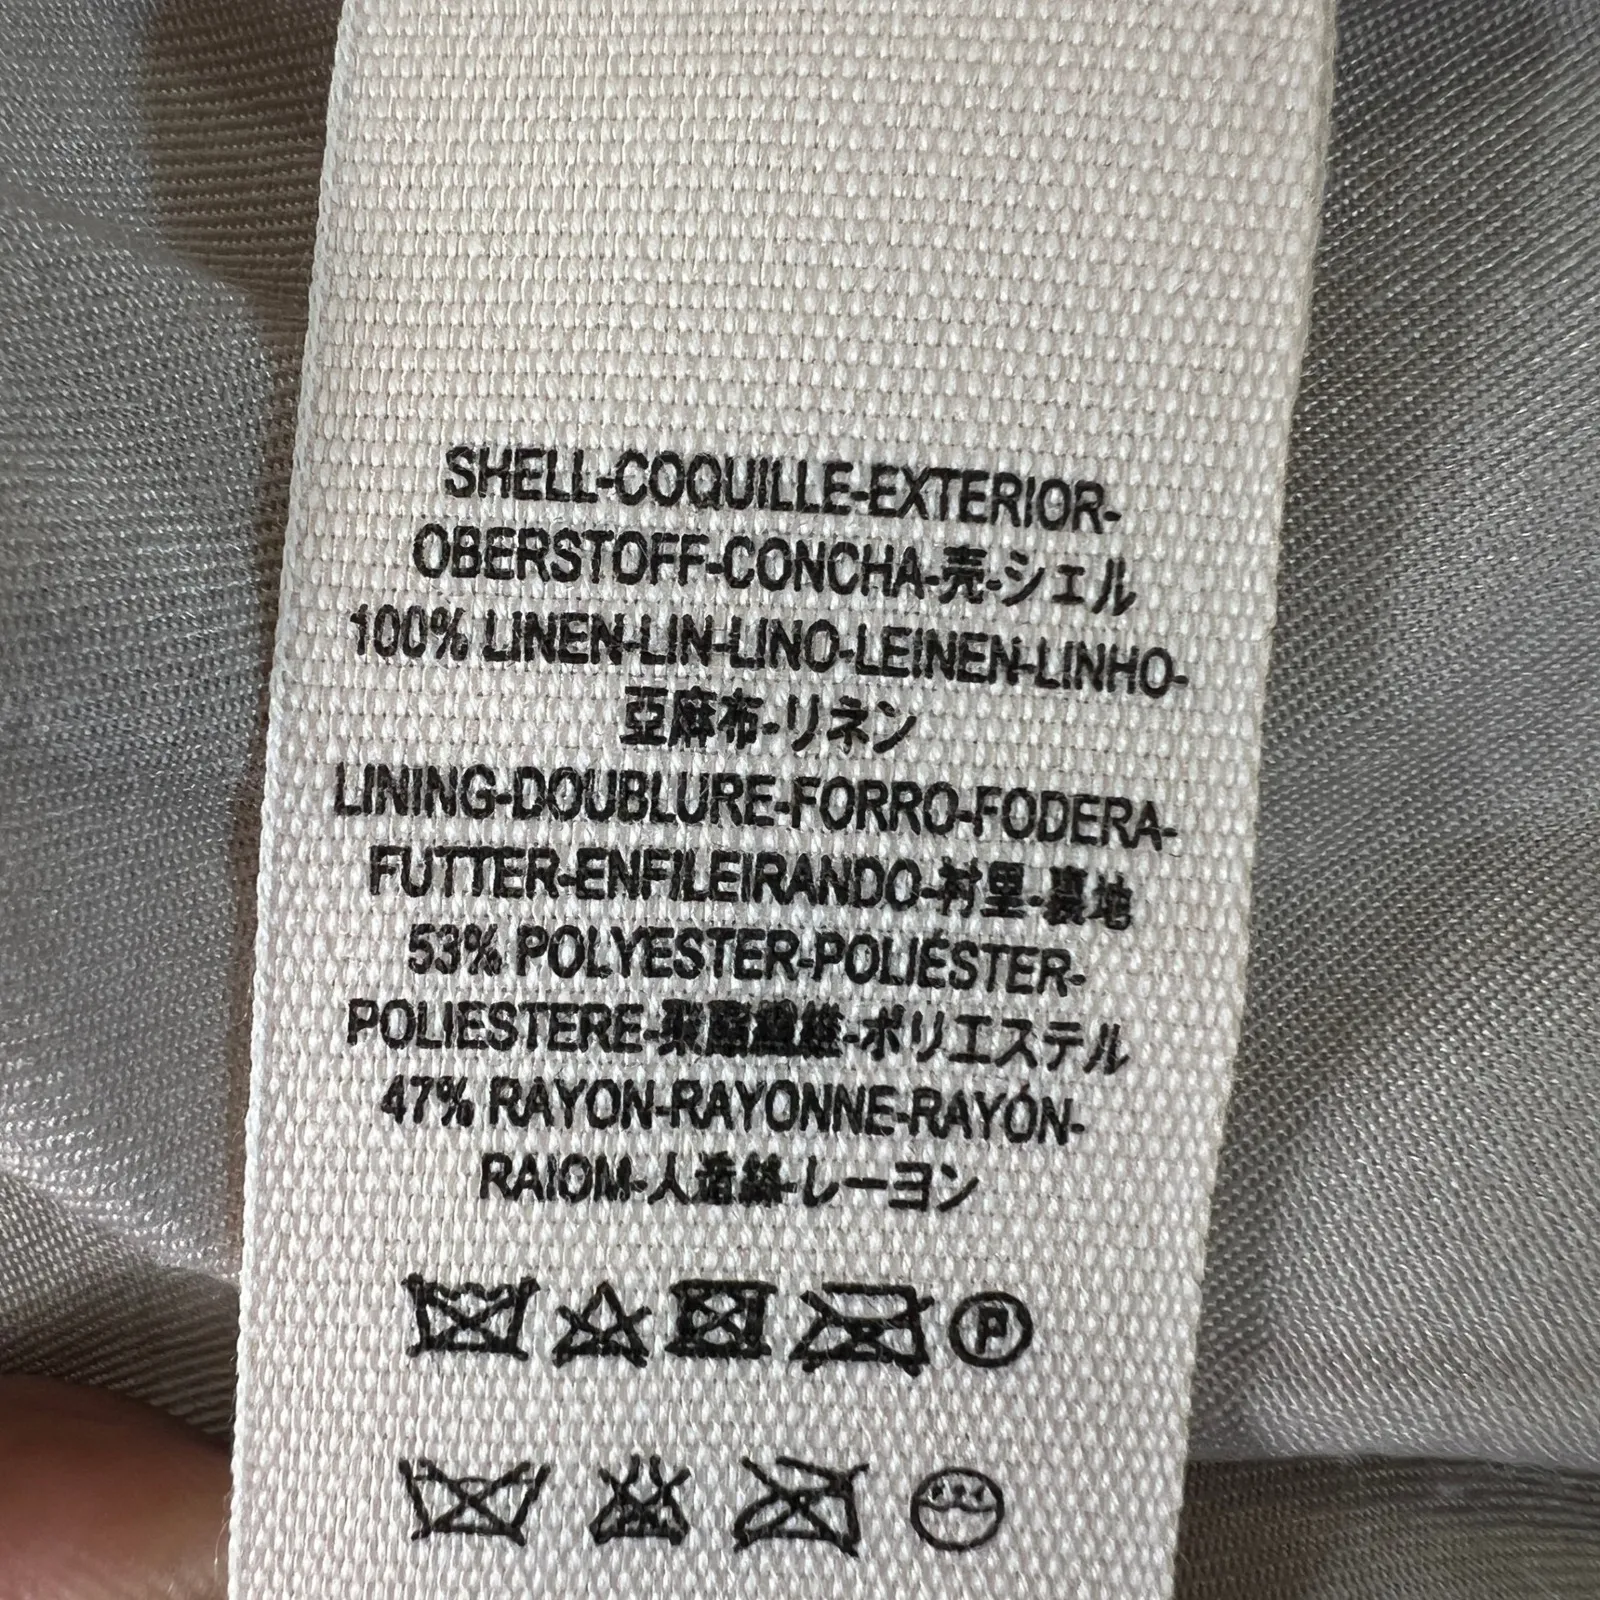 SHELL-COQUILLE-EXTERIOR-
OBERSTOFF-CONCHA-壳-シェル
100% LINEN-LIN-LINO-LEINEN-LINHO-
亞麻布-リネン
LINING-DOUBLURE-FORRO-FODERA-
FUTTER-ENFILEIRANDO-衬里-裏地
53% POLYESTER-POLIÉSTER-
POLIESTERE-聚酯纖維-ポリエステル
47% RAYON-RAYONNE-RAYÓN-
RAIOM-人造絲-レーヨン
P